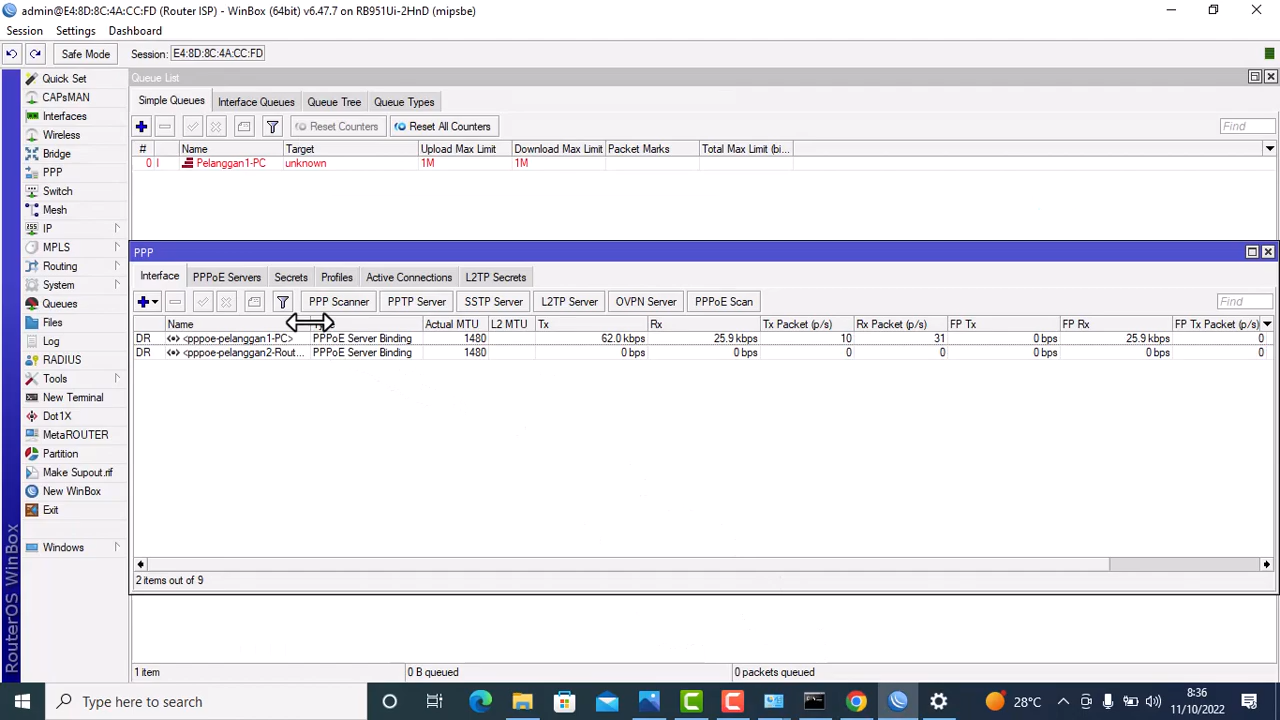 admin@E4:8D:8C:4A:CC:FD (Router ISP) - WinBox (64bit) v6.47.7 on RB951Ui-2HnD (mipsbe)
Session Settings Dashboard
Safe Mode Session: E4:8D:8C:4A:CC:FD
Quick Set
CAPsMAN
Interfaces
Wireless
Bridge
PPP
Switch
Mesh
IP
MPLS
Routing
System
Queues
Files
Log
RADIUS
Tools
New Terminal
Dot1X
MetaROUTER
Partition
Make Supout.rif
New WinBox
Exit
Windows
RouterOS WinBox
Queue List
Simple Queues Interface Queues Queue Tree Queue Types
Reset Counters Reset All Counters Find
# Name Target Upload Max Limit Download Max Limit Packet Marks Total Max Limit (bi...
0 I Pelanggan1-PC unknown 1M 1M
PPP
Interface PPPoE Servers Secrets Profiles Active Connections L2TP Secrets
PPP Scanner PPTP Server SSTP Server L2TP Server OVPN Server PPPoE Scan Find
Name Actual MTU L2 MTU Tx Rx Tx Packet (p/s) Rx Packet (p/s) FP Tx FP Rx FP Tx Packet (p/s)
DR <pppoe-pelanggan1-PC> PPPoE Server Binding 1480 62.0 kbps 25.9 kbps 10 31 0 bps 25.9 kbps 0
DR <pppoe-pelanggan2-Rout... PPPoE Server Binding 1480 0 bps 0 bps 0 0 0 bps 0 bps 0
2 items out of 9
1 item 0 B queued 0 packets queued
Type here to search 28°C 8:36
11/10/2022